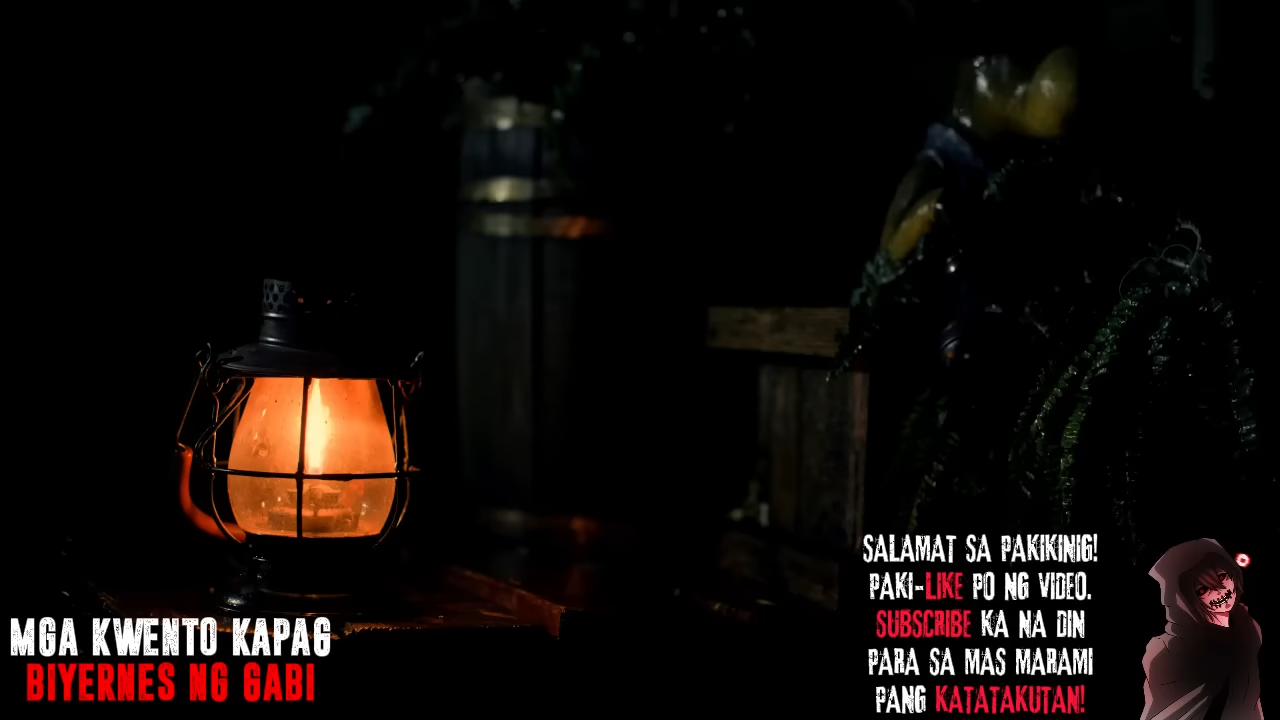 MGA KWENTO KAPAG
BIYERNES NG GABI
SALAMAT SA PAKIKINIG!
PAKI-LIKE PO NG VIDEO.
SUBSCRIBE KA NA DIN
PARA SA MAS MARAMI
PANG KATATAKUTAN!